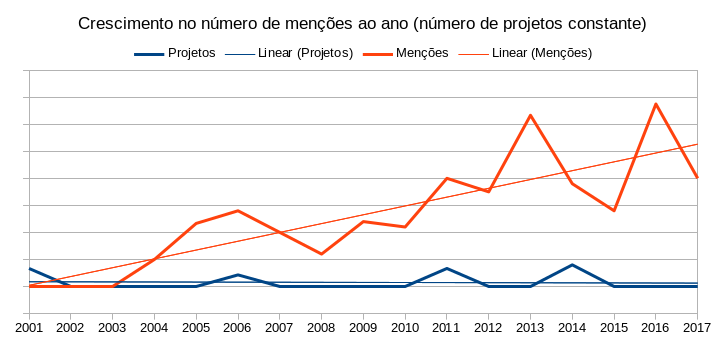 Crescimento no número de menções ao ano (número de projetos constante)
Projetos Linear (Projetos) Menções Linear (Menções)
2001 2002 2003 2004 2005 2006 2007 2008 2009 2010 2011 2012 2013 2014 2015 2016 2017